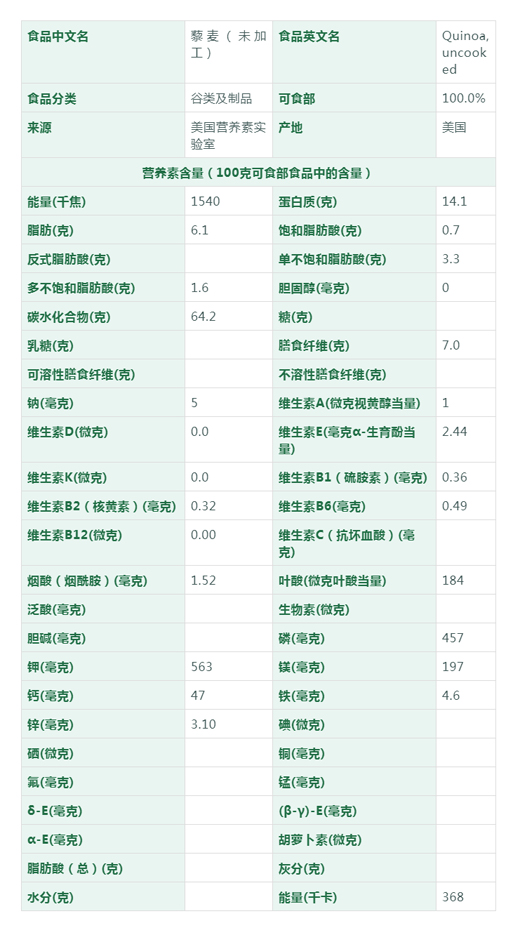 食品中文名 藜麦（未加 食品英文名 Quinoa,
工） uncook
ed
食品分类 谷类及制品 可食部 100.0%
来源 美国营养素实 产地 美国
验室
营养素含量（100克可食部食品中的含量）
能量(千焦) 1540 蛋白质(克) 14.1
脂肪(克) 6.1 饱和脂肪酸(克) 0.7
反式脂肪酸(克) 单不饱和脂肪酸(克) 3.3
多不饱和脂肪酸(克) 1.6 胆固醇(毫克) 0
碳水化合物(克) 64.2 糖(克)
乳糖(克) 膳食纤维(克) 7.0
可溶性膳食纤维(克) 不溶性膳食纤维(克)
钠(毫克) 5 维生素A(微克视黄醇当量) 1
维生素D(微克) 0.0 维生素E(毫克α-生育酚当 2.44
量)
维生素K(微克) 0.0 维生素B1（硫胺素）(毫克) 0.36
维生素B2（核黄素）(毫克) 0.32 维生素B6(毫克) 0.49
维生素B12(微克) 0.00 维生素C（抗坏血酸）(毫
克)
烟酸（烟酰胺）(毫克) 1.52 叶酸(微克叶酸当量) 184
泛酸(毫克) 生物素(微克)
胆碱(毫克) 磷(毫克) 457
钾(毫克) 563 镁(毫克) 197
钙(毫克) 47 铁(毫克) 4.6
锌(毫克) 3.10 碘(微克)
硒(微克) 铜(毫克)
氟(毫克) 锰(毫克)
δ-E(毫克) (β-γ)-E(毫克)
α-E(毫克) 胡萝卜素(微克)
脂肪酸（总）(克) 灰分(克)
水分(克) 能量(千卡) 368